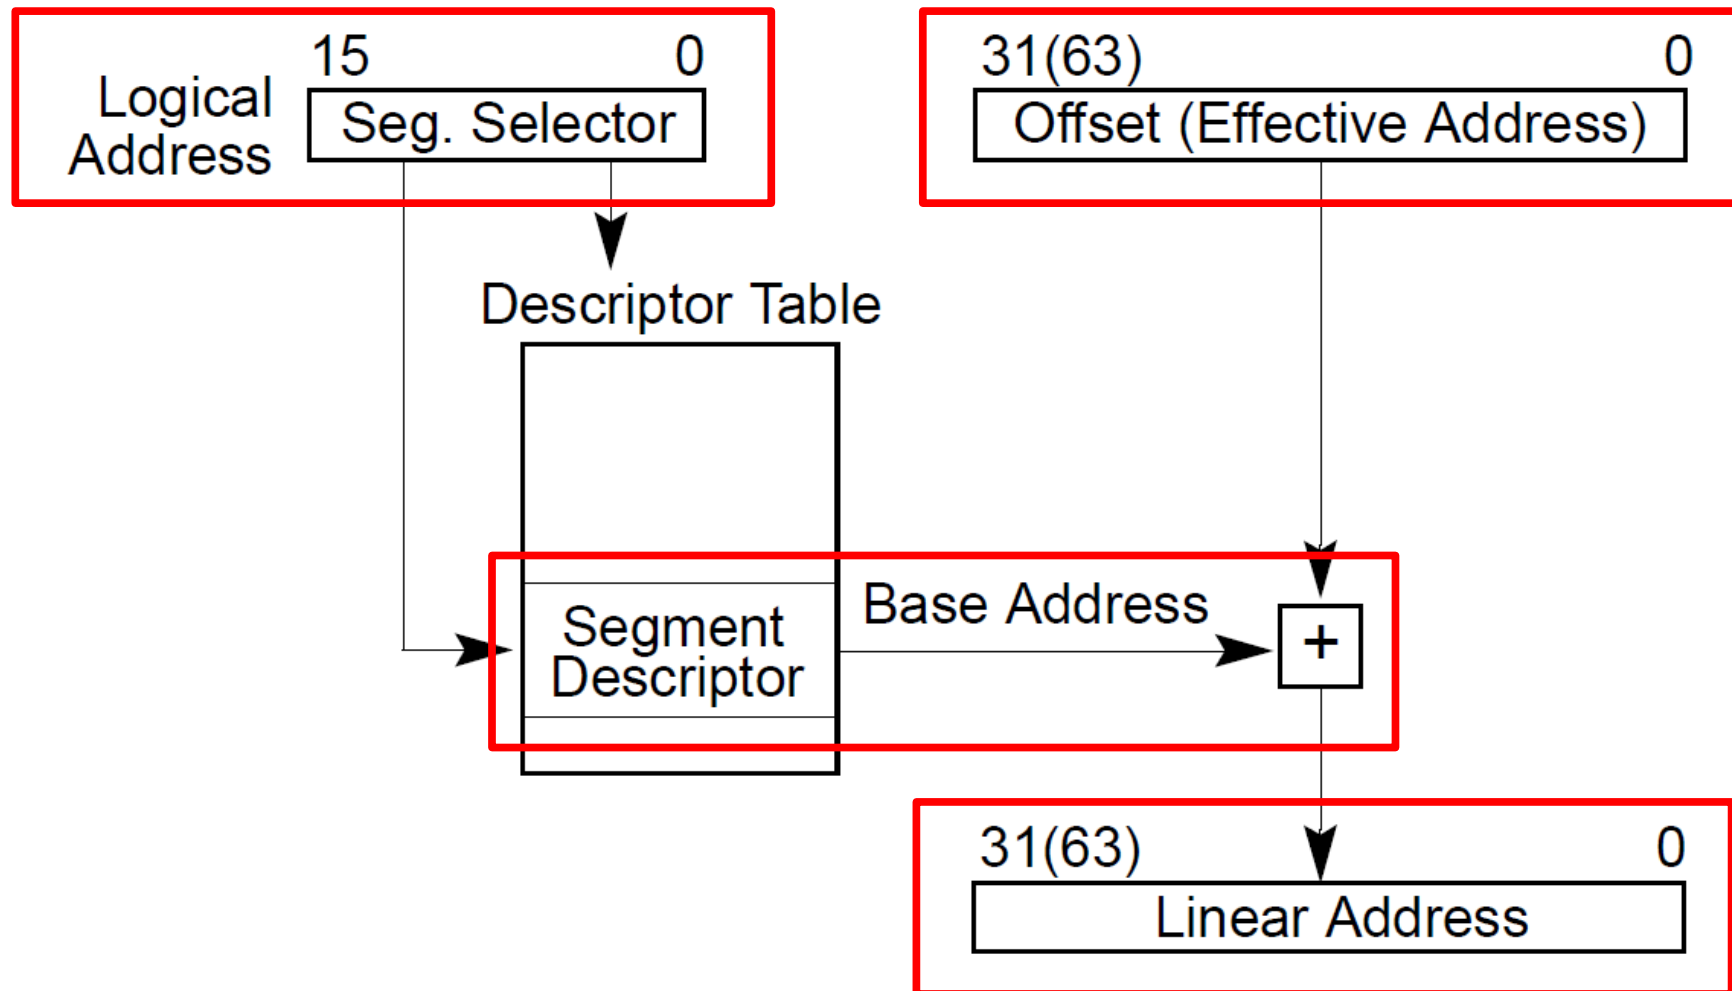 15 0
31(63) 0
Logical
Address
Seg. Selector
Offset (Effective Address)
Descriptor Table
Base Address
Segment
Descriptor
+
31(63) 0
Linear Address